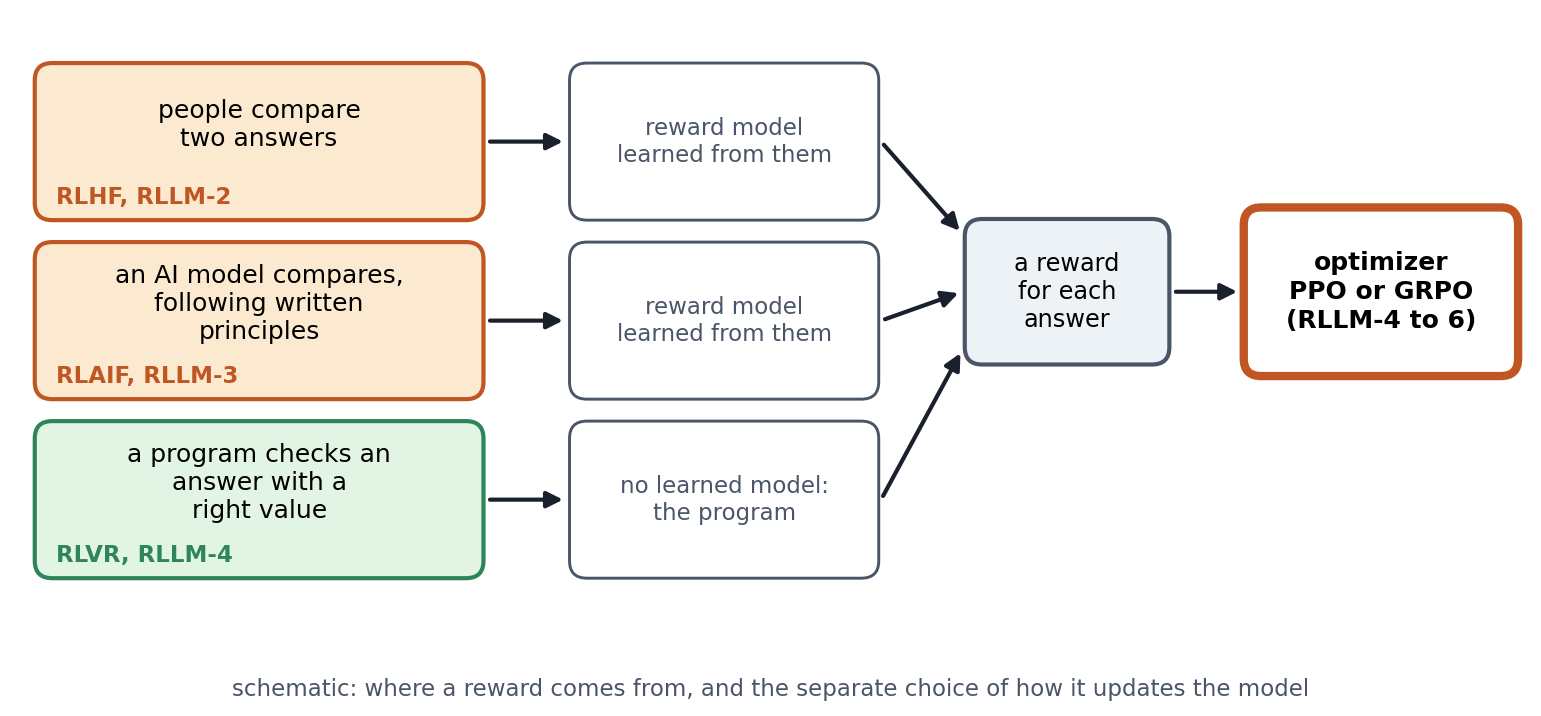 people compare
two answers
RLHF, RLLM-2
reward model
learned from them
an AI model compares,
following written
principles
RLAIF, RLLM-3
reward model
learned from them
a program checks an
answer with a
right value
RLVR, RLLM-4
no learned model:
the program
a reward
for each
answer
optimizer
PPO or GRPO
(RLLM-4 to 6)
schematic: where a reward comes from, and the separate choice of how it updates the model